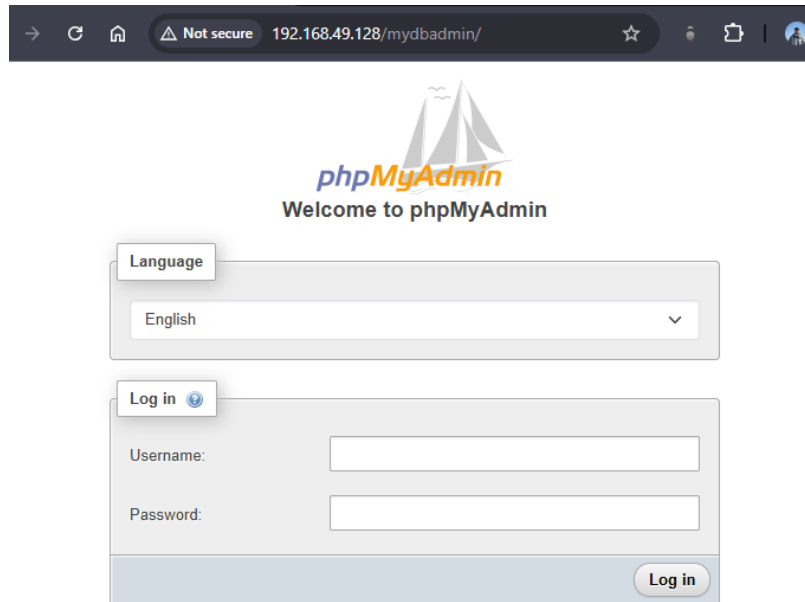 Not secure 192.168.49.128/mydbadmin/
phpMyAdmin
Welcome to phpMyAdmin
Language
English
Log in
Username:
Password:
Log in